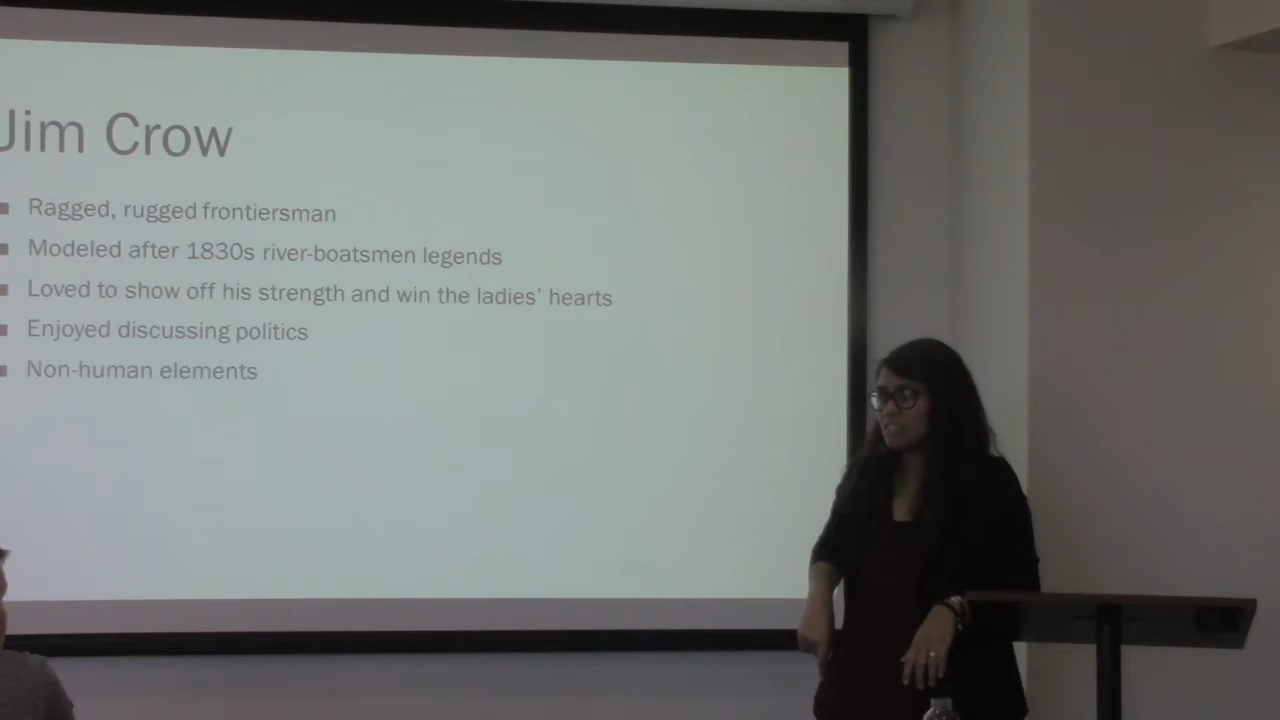 Jim Crow
Ragged, rugged frontiersman
Modeled after 1830s river-boatsmen legends
Loved to show off his strength and win the ladies' hearts
Enjoyed discussing politics
Non-human elements